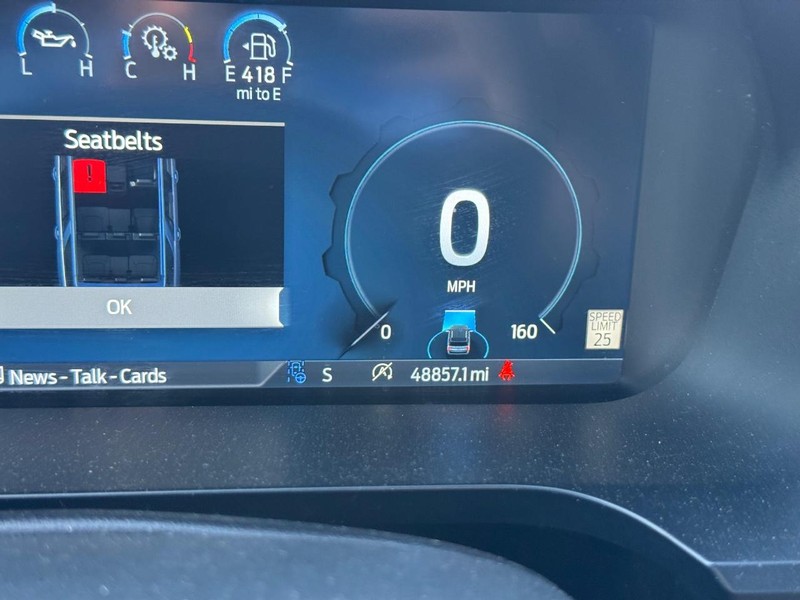 L H
C H
E 418 F
mi to E
Seatbelts
!
OK
0
MPH
0 160
SPEED
LIMIT
25
News - Talk - Cards
S
A
48857.1 mi